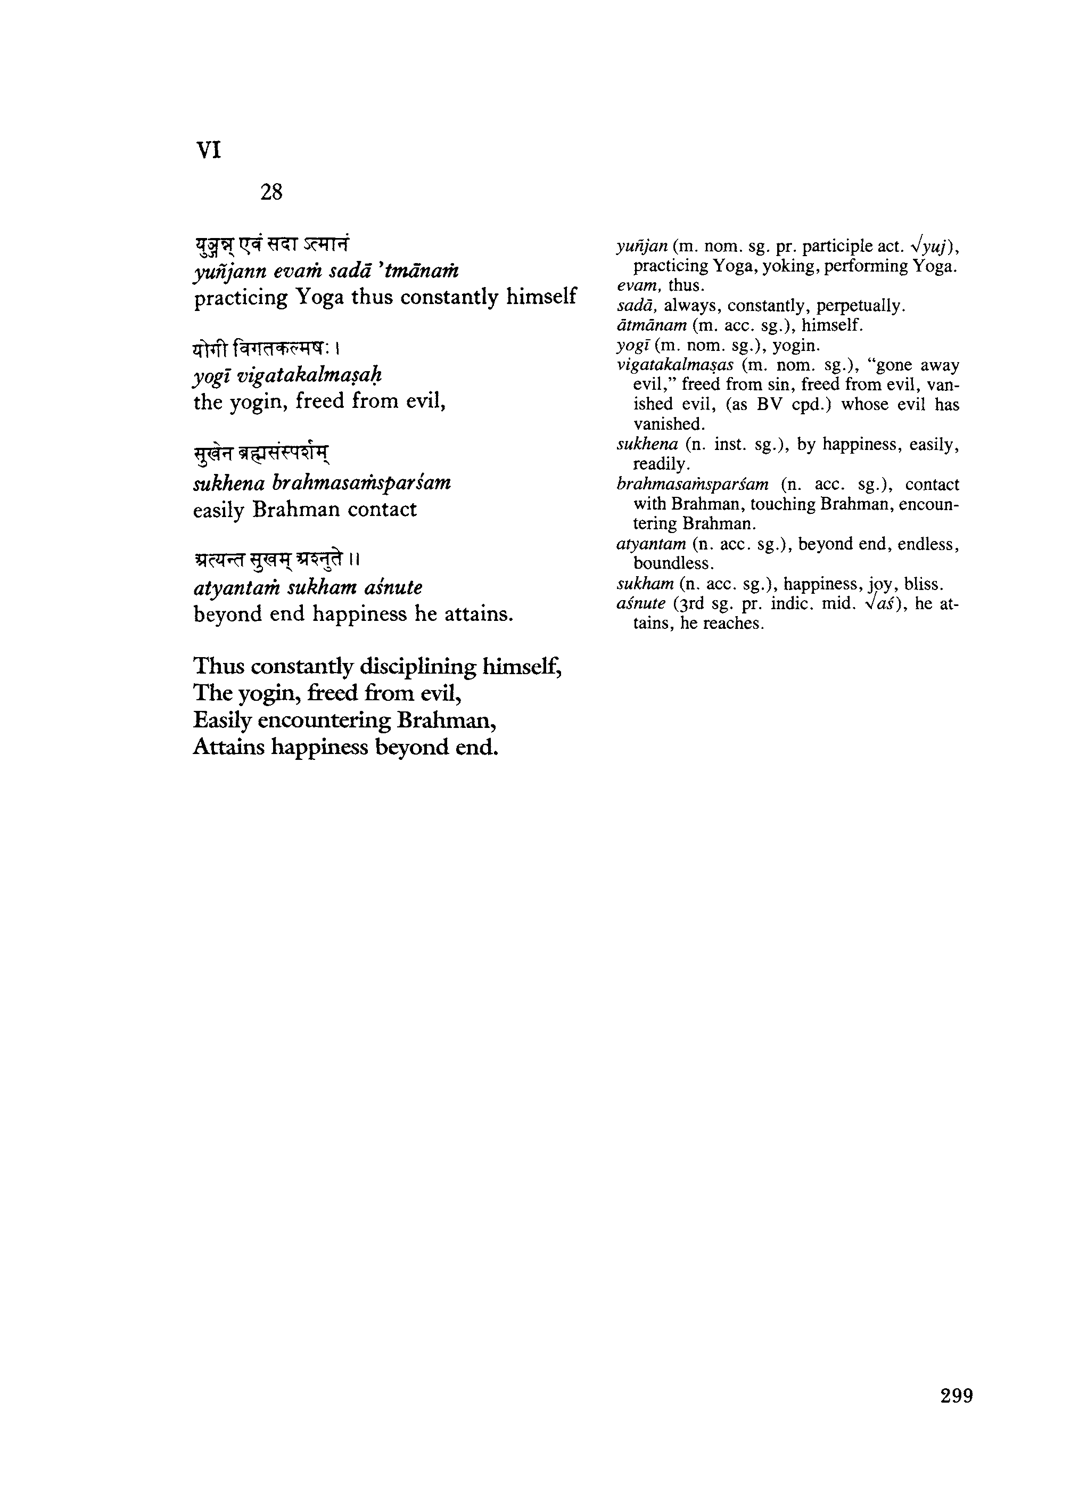 VI
28
युञ्जन्न् एवं सदा ऽत्मानं
yuñjann evaṁ sadā 'tmānaṁ
practicing Yoga thus constantly himself
योगी विगतकल्मषः ।
yogī vigatakalmaṣaḥ
the yogin, freed from evil,
सुखेन ब्रह्मसंस्पर्शम्
sukhena brahmasaṁsparśam
easily Brahman contact
अत्यन्त सुखम् अश्नुते ॥
atyantaṁ sukham aśnute
beyond end happiness he attains.
Thus constantly disciplining himself,
The yogin, freed from evil,
Easily encountering Brahman,
Attains happiness beyond end.
yuñjan (m. nom. sg. pr. participle act. √yuj),
practicing Yoga, yoking, performing Yoga.
evam, thus.
sadā, always, constantly, perpetually.
ātmānam (m. acc. sg.), himself.
yogī (m. nom. sg.), yogin.
vigatakalmaṣas (m. nom. sg.), “gone away
evil,” freed from sin, freed from evil, van-
ished evil, (as BV cpd.) whose evil has
vanished.
sukhena (n. inst. sg.), by happiness, easily,
readily.
brahmasaṁsparśam (n. acc. sg.), contact
with Brahman, touching Brahman, encoun-
tering Brahman.
atyantam (n. acc. sg.), beyond end, endless,
boundless.
sukham (n. acc. sg.), happiness, joy, bliss.
aśnute (3rd sg. pr. indic. mid. √aś), he at-
tains, he reaches.
299